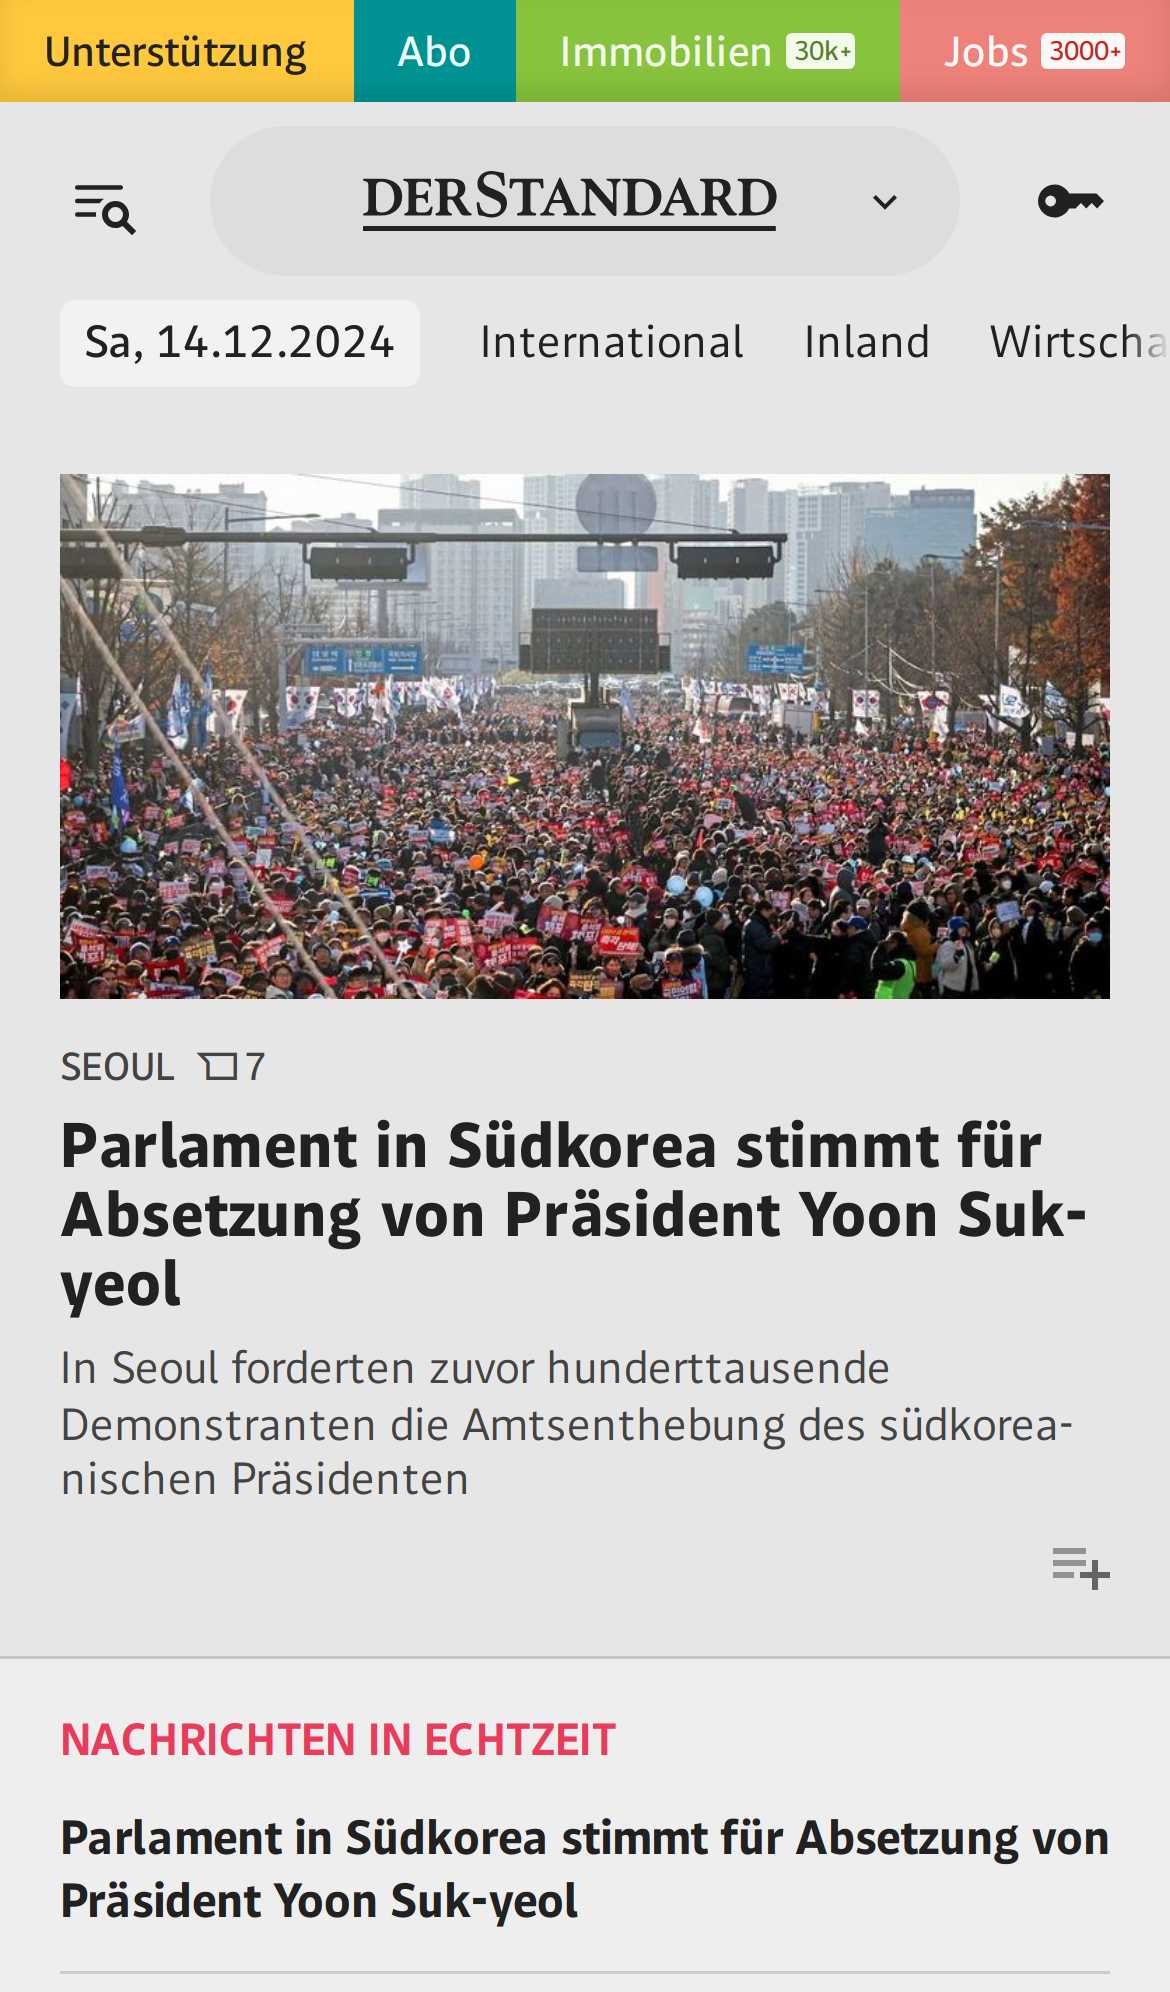 Unterstützung
Abo
Immobilien 30k+
Jobs 3000+
DERSTANDARD
Sa, 14.12.2024
International
Inland
Wirtscha
SEOUL 7
Parlament in Südkorea stimmt für
Absetzung von Präsident Yoon Suk-
yeol
In Seoul forderten zuvor hunderttausende
Demonstranten die Amtsenthebung des südkorea-
nischen Präsidenten
NACHRICHTEN IN ECHTZEIT
Parlament in Südkorea stimmt für Absetzung von
Präsident Yoon Suk-yeol